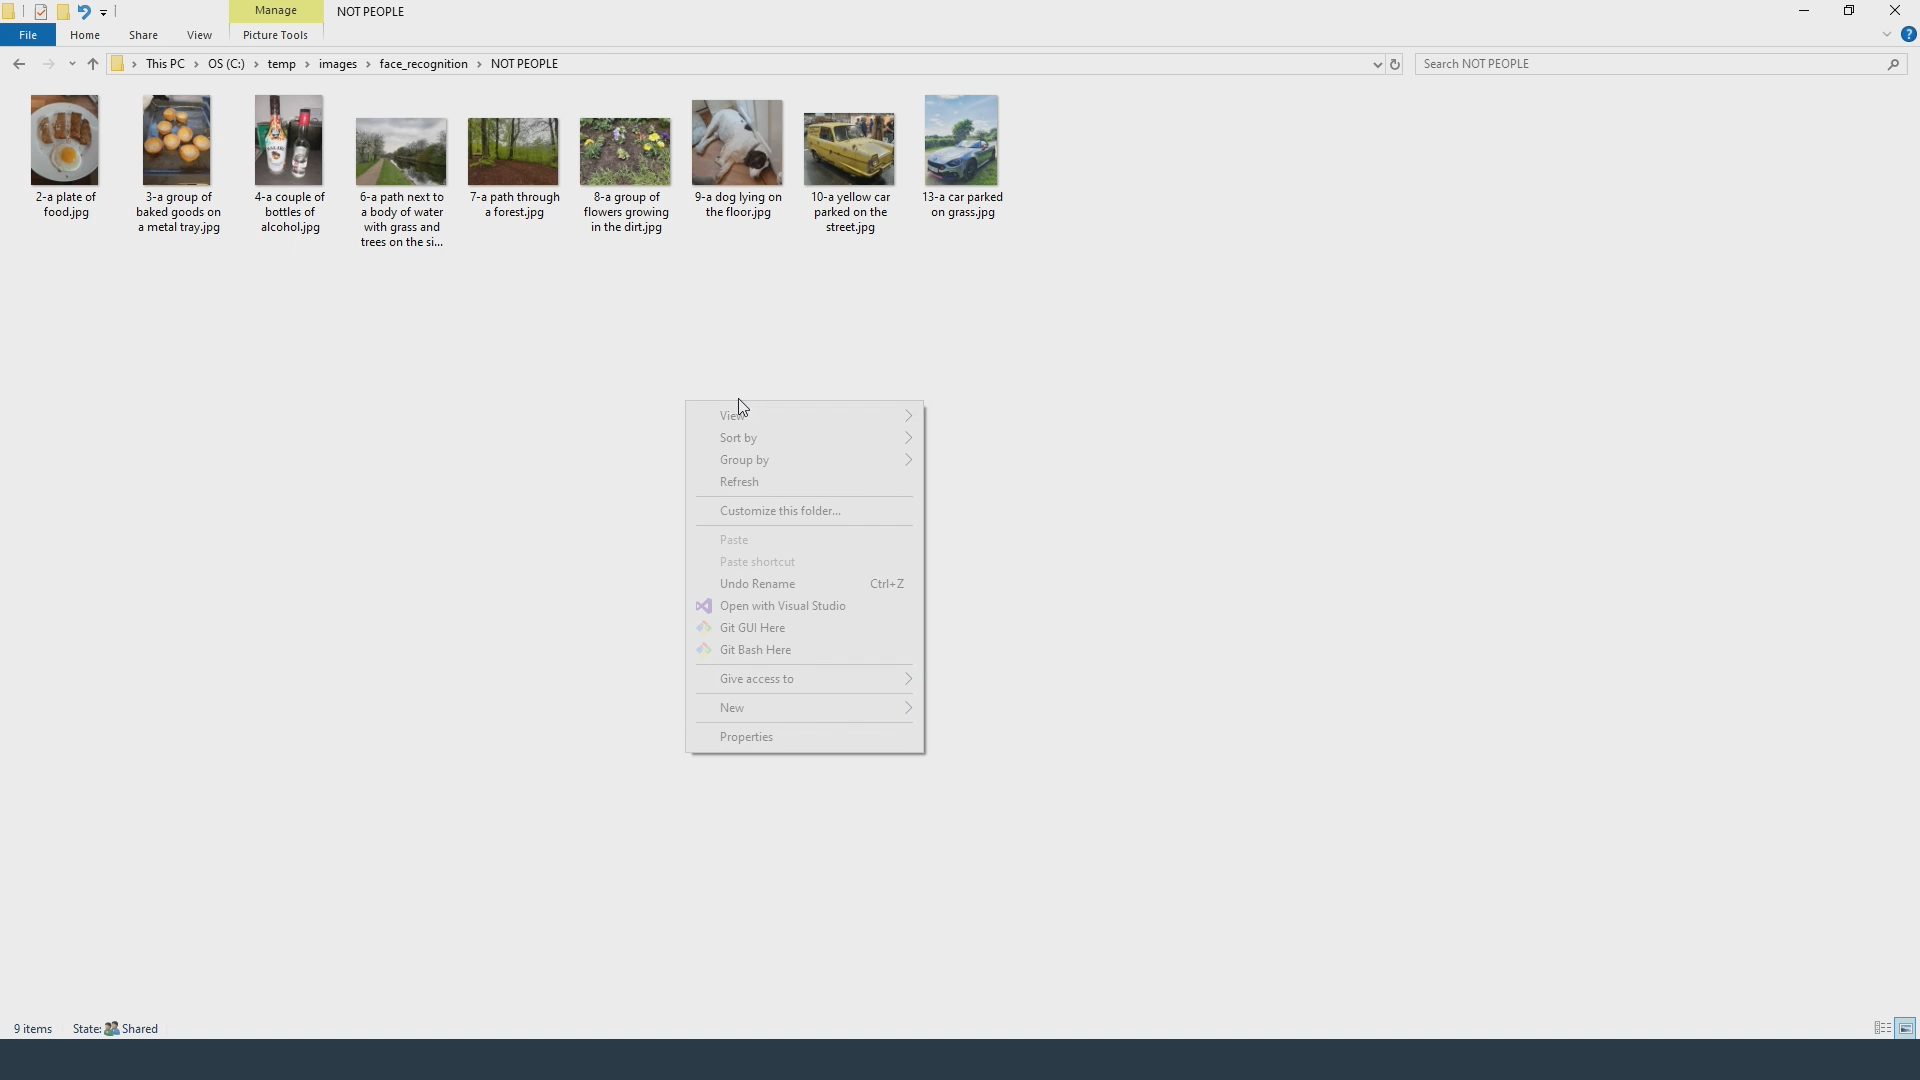 Manage
NOT PEOPLE
File
Home
Share
View
Picture Tools
This PC
OS (C:)
temp
images
face_recognition
NOT PEOPLE
Search NOT PEOPLE
2-a plate of
food.jpg
3-a group of
baked goods on
a metal tray.jpg
4-a couple of
bottles of
alcohol.jpg
6-a path next to
a body of water
with grass and
trees on the si...
7-a path through
a forest.jpg
8-a group of
flowers growing
in the dirt.jpg
9-a dog lying on
the floor.jpg
10-a yellow car
parked on the
street.jpg
13-a car parked
on grass.jpg
View
Sort by
Group by
Refresh
Customize this folder...
Paste
Paste shortcut
Undo Rename Ctrl+Z
Open with Visual Studio
Git GUI Here
Git Bash Here
Give access to
New
Properties
9 items
State: Shared